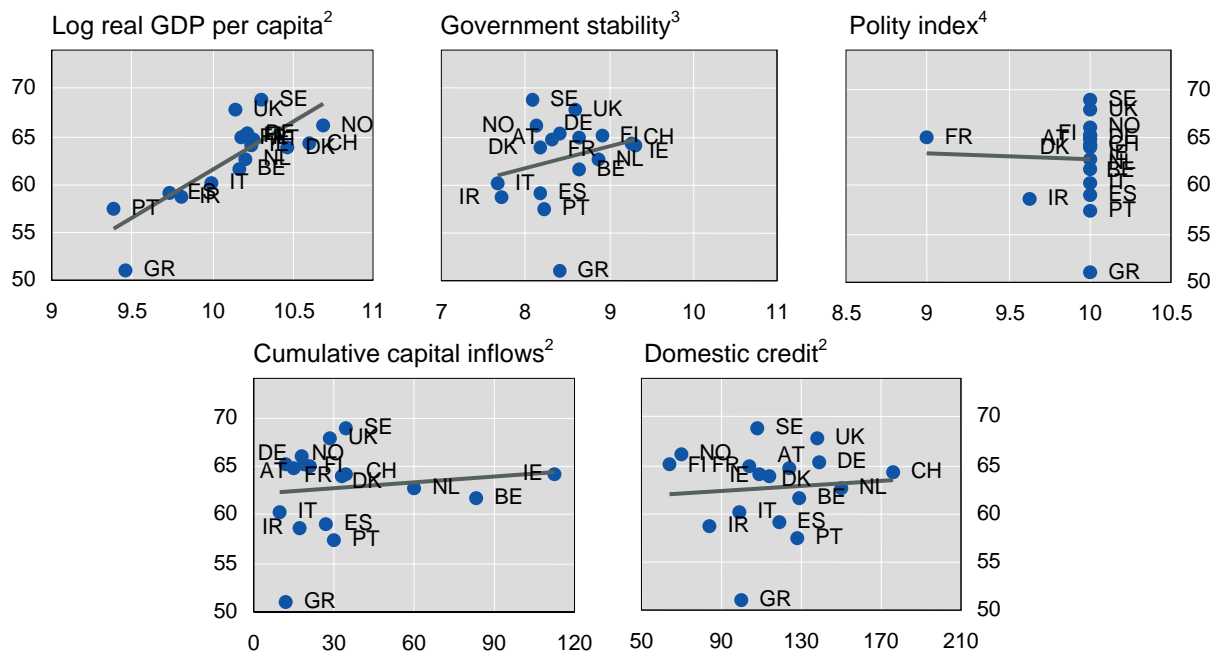 Log real GDP per capita²
Government stability³
Polity index⁴
70
65
60
55
50
SE
UK
NO
CH
DK
NL
BE
IT
ES
IR
PT
GR
9 9.5 10 10.5 11
SE
UK
NO
DE
FI CH
AT
DK
FR
IE
NL
BE
IT
IR
ES
PT
GR
7 8 9 10 11
SE
UK
NO
FR
FI
AT
DE
CH
DK
BE
IT
IR
ES
PT
GR
70
65
60
55
50
8.5 9 9.5 10 10.5
Cumulative capital inflows²
Domestic credit²
70
65
60
55
50
SE
UK
DE NO
AT FR FI
CH
DK
IE
NL
BE
IT
IR
ES
PT
GR
0 30 60 90 120
SE
UK
NO
FI FR
AT
DE
CH
DK
NL
BE
IT
IR
ES
PT
GR
70
65
60
55
50
50 90 130 170 210